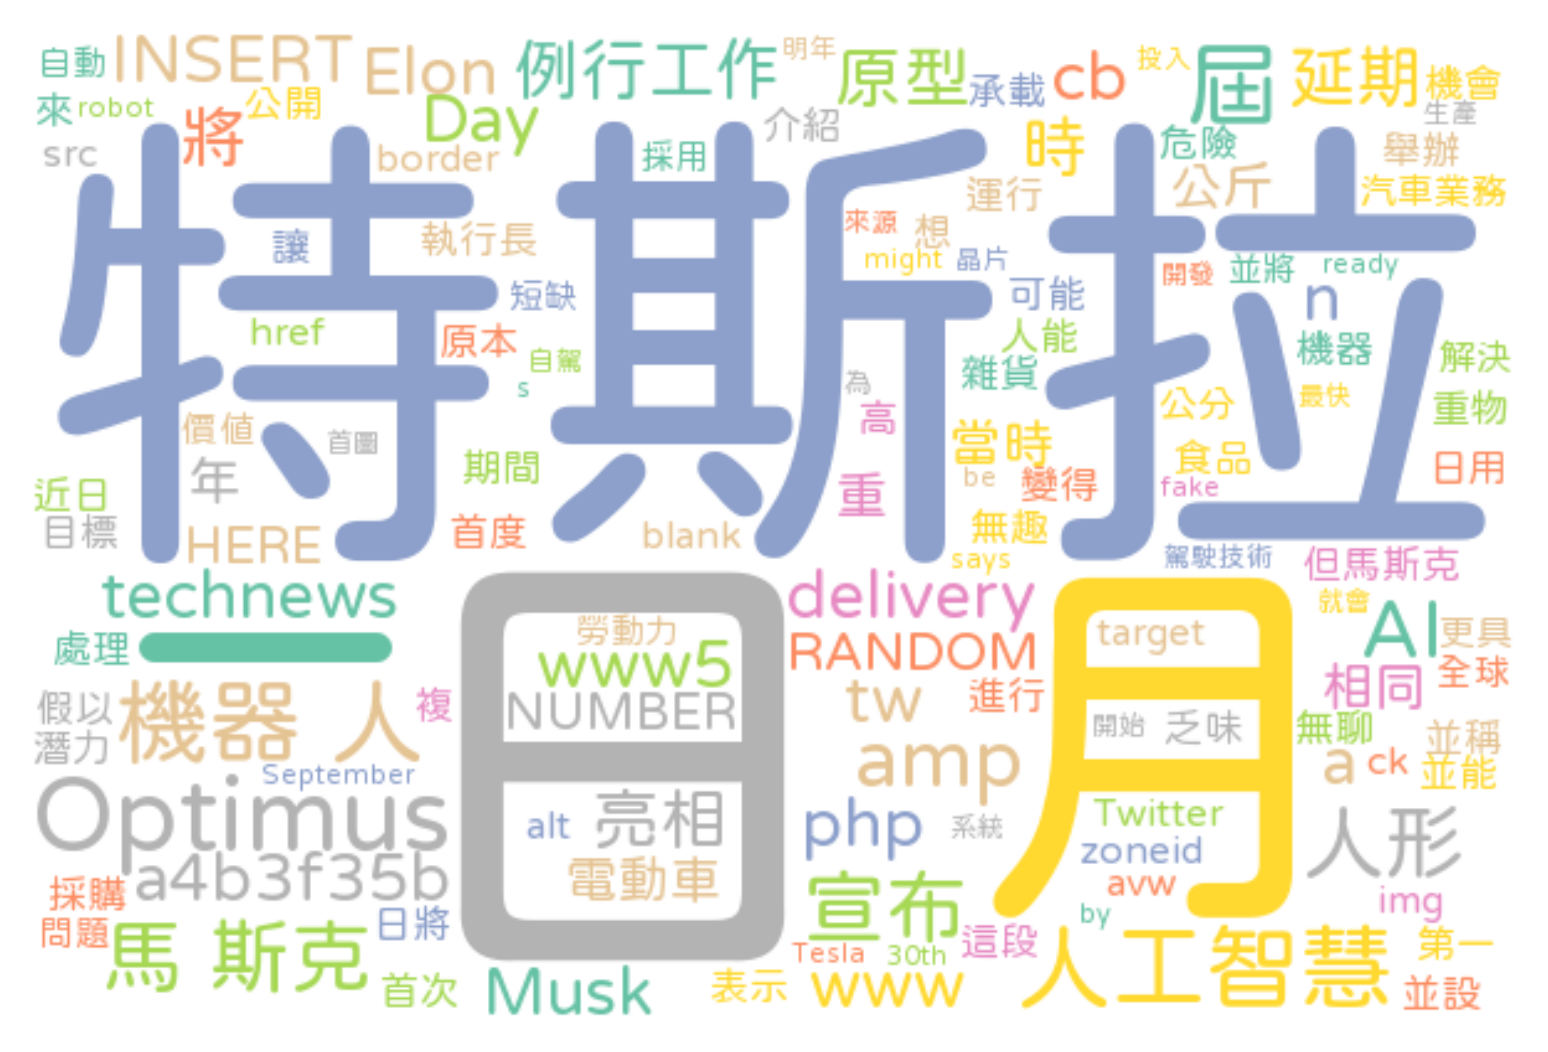 自動 INSERT Elon 例行工作 明年 原型 承載 cb 投入 屆 延期 機會
來 robot 公開 將 Day 介紹 時 危險 生產
src border 採用 運行 公斤 舉辦 汽車業務
特斯拉
讓 執行長 來源 想 might 晶片 開發 並將 ready
短缺 可能 n
href 原本 自駕 s 人能 機器 解決
為 雜貨 公分 最快 重物
價值 首圖 高 當時 食品 日用
年 期間 be 變得 fake
近日 重
目標 HERE 首度 blank 無趣 says 駕駛技術 但馬斯克
technews 日 delivery 月 就會
處理 一 勞動力 www5 RANDOM target AI 更具
假以 機器 人 複 NUMBER tw 進行 開始 乏味 相同 全球
潛力 September amp 無聊 a ck 並稱 並能
Optimus alt 亮相 php 系統 Twitter 人形
a4b3f35b 電動車 zoneid
採購 宣布 avw img
問題 馬 斯克 日將 Tesla 30th 這段 by 人工智慧 第一
首次 Musk 表示 www 並設